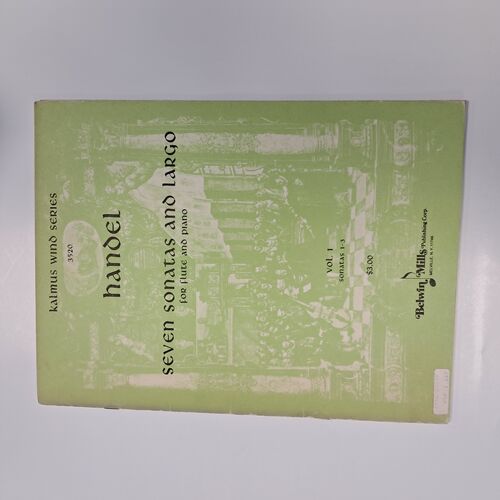 Kalmus Wind Series
3520
Handel
Seven Sonatas and Largo
for flute and piano
Vol. 1
Sonatas 1-3
$3.00
Belwin Mills Publishing Corp.